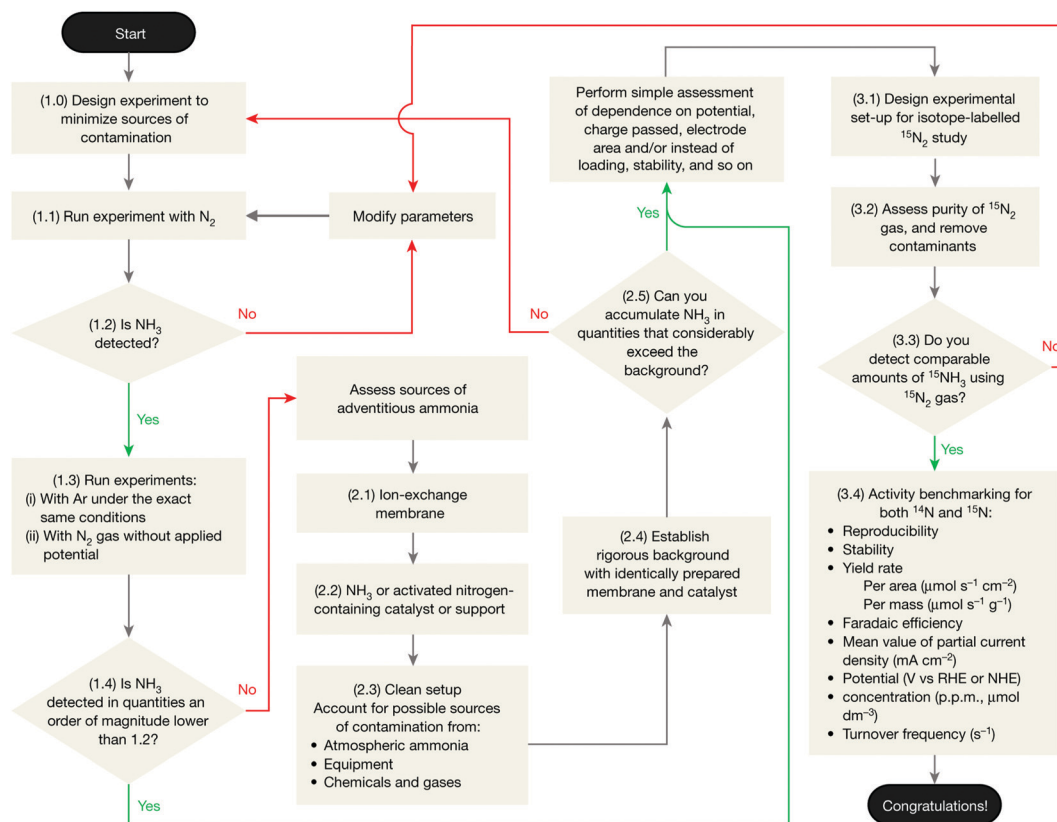 Start
(1.0) Design experiment to
minimize sources of
contamination
(1.1) Run experiment with N₂
Modify parameters
(1.2) Is NH₃
detected?
No
Yes
(1.3) Run experiments:
(i) With Ar under the exact
same conditions
(ii) With N₂ gas without applied
potential
(1.4) Is NH₃
detected in quantities an
order of magnitude lower
than 1.2?
No
Yes
Assess sources of
adventitious ammonia
(2.1) Ion-exchange
membrane
(2.2) NH₃ or activated nitrogen-
containing catalyst or support
(2.3) Clean setup
Account for possible sources
of contamination from:
• Atmospheric ammonia
• Equipment
• Chemicals and gases
(2.4) Establish
rigorous background
with identically prepared
membrane and catalyst
(2.5) Can you
accumulate NH₃ in
quantities that considerably
exceed the
background?
No
Yes
Perform simple assessment
of dependence on potential,
charge passed, electrode
area and/or instead of
loading, stability, and so on
(3.1) Design experimental
set-up for isotope-labelled
¹⁵N₂ study
(3.2) Assess purity of ¹⁵N₂
gas, and remove
contaminants
(3.3) Do you
detect comparable
amounts of ¹⁵NH₃ using
¹⁵N₂ gas?
No
Yes
(3.4) Activity benchmarking for
both ¹⁴N and ¹⁵N:
• Reproducibility
• Stability
• Yield rate
Per area (μmol s⁻¹ cm⁻²)
Per mass (μmol s⁻¹ g⁻¹)
• Faradaic efficiency
• Mean value of partial current
density (mA cm⁻²)
• Potential (V vs RHE or NHE)
• concentration (p.p.m., μmol
dm⁻³)
• Turnover frequency (s⁻¹)
Congratulations!